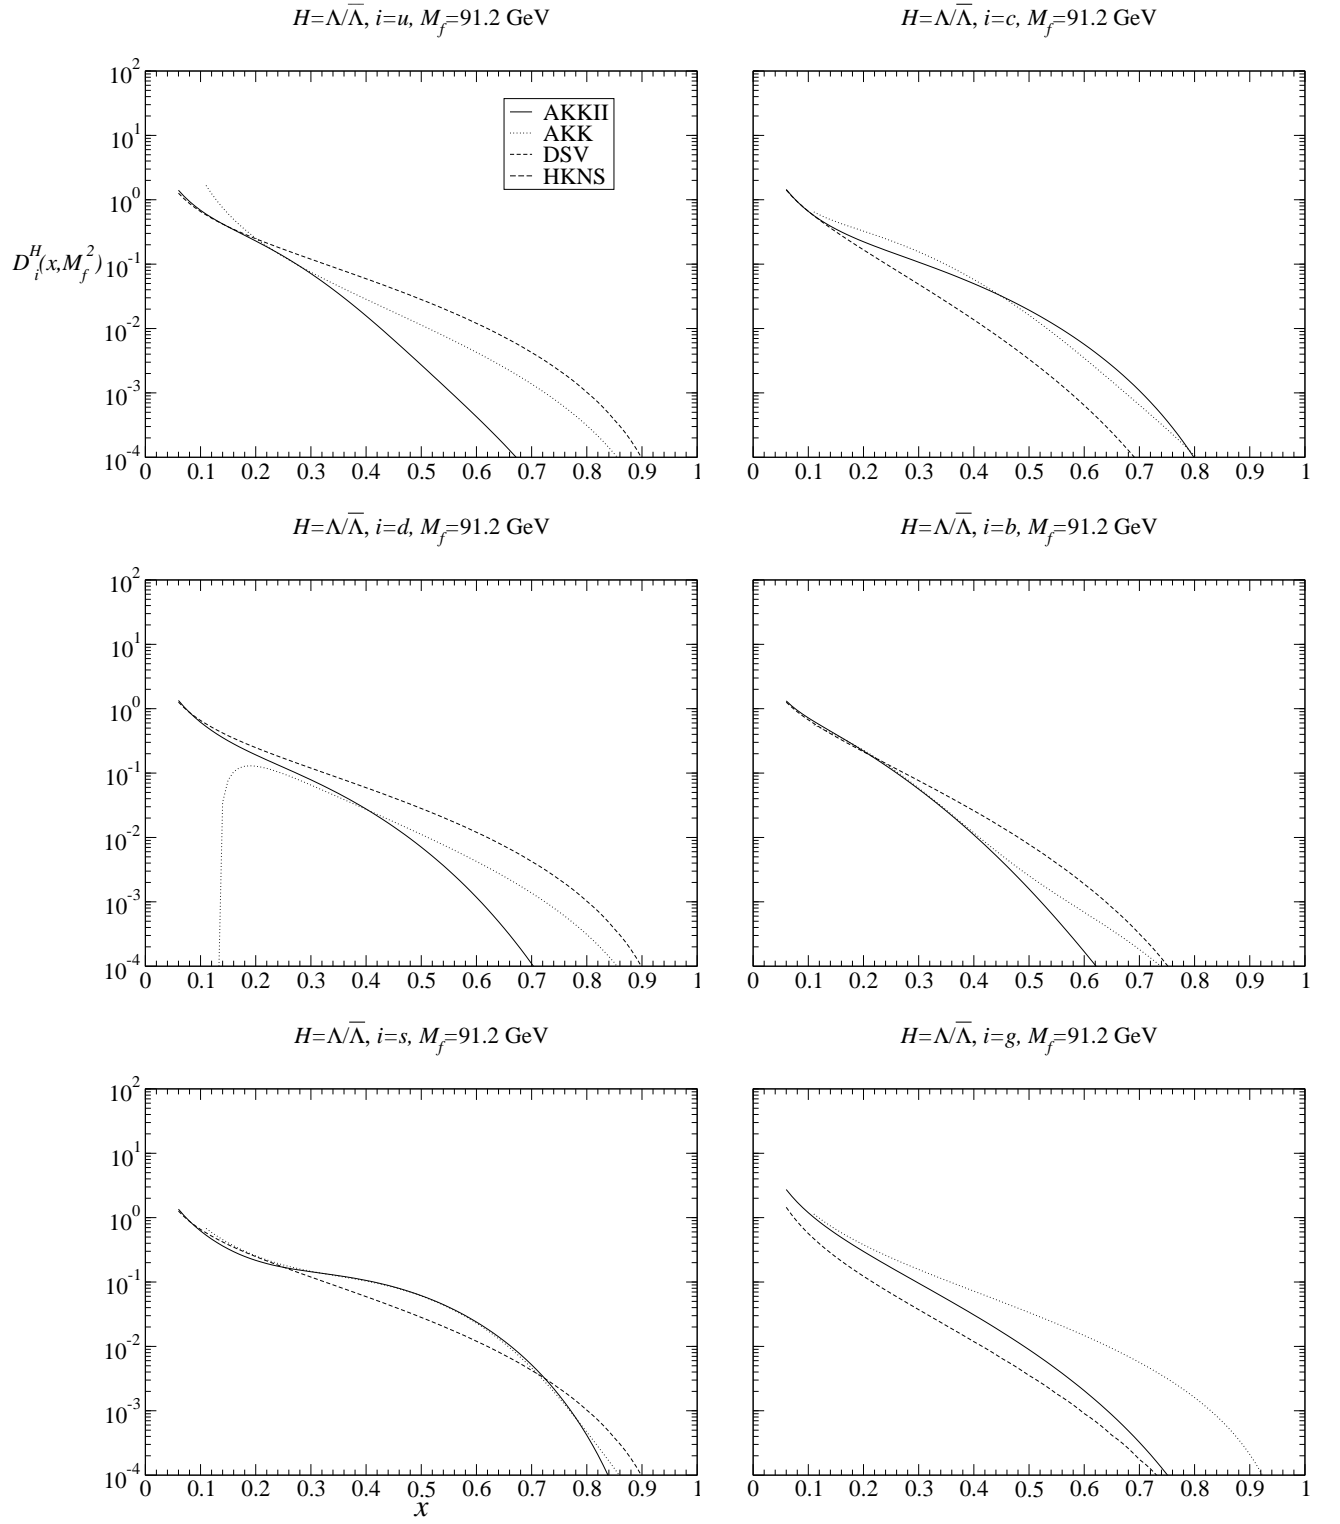 H=Λ/Λ̅, i=u, M_f=91.2 GeV
10^2
10^1
10^0
10^-1
10^-2
10^-3
10^-4
D_i^H(x,M_f^2)
0 0.1 0.2 0.3 0.4 0.5 0.6 0.7 0.8 0.9 1
AKKII
AKK
DSV
HKNS
H=Λ/Λ̅, i=c, M_f=91.2 GeV
0 0.1 0.2 0.3 0.4 0.5 0.6 0.7 0.8 0.9 1
H=Λ/Λ̅, i=d, M_f=91.2 GeV
10^2
10^1
10^0
10^-1
10^-2
10^-3
10^-4
0 0.1 0.2 0.3 0.4 0.5 0.6 0.7 0.8 0.9 1
H=Λ/Λ̅, i=b, M_f=91.2 GeV
0 0.1 0.2 0.3 0.4 0.5 0.6 0.7 0.8 0.9 1
H=Λ/Λ̅, i=s, M_f=91.2 GeV
10^2
10^1
10^0
10^-1
10^-2
10^-3
10^-4
0 0.1 0.2 0.3 0.4 0.5 0.6 0.7 0.8 0.9 1
x
H=Λ/Λ̅, i=g, M_f=91.2 GeV
0 0.1 0.2 0.3 0.4 0.5 0.6 0.7 0.8 0.9 1